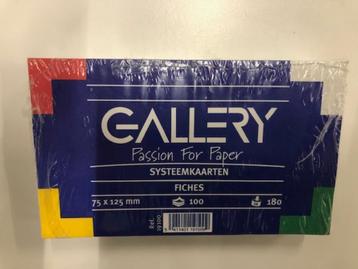 GALLERY
Passion For Paper
SYSTEEMKAARTEN
FICHES
75 x 125 mm
100
180